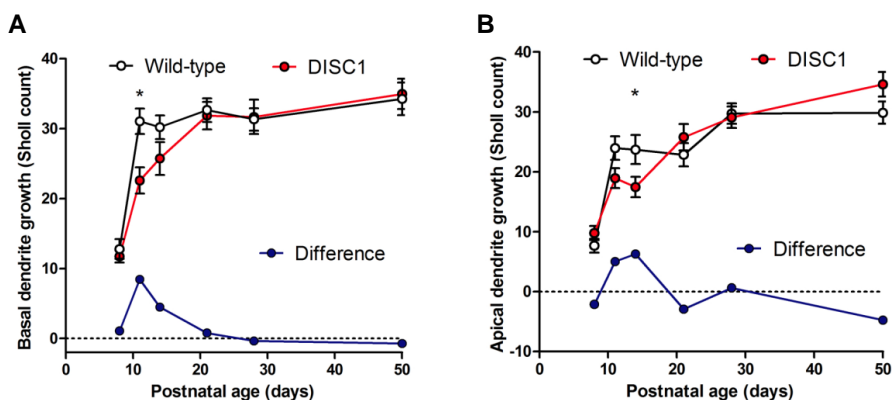 A
Basal dendrite growth (Sholl count)
40
30
20
10
0
Wild-type
DISC1
*
Difference
0 10 20 30 40 50
Postnatal age (days)
B
Apical dendrite growth (Sholl count)
40
30
20
10
0
-10
Wild-type
DISC1
*
Difference
0 10 20 30 40 50
Postnatal age (days)